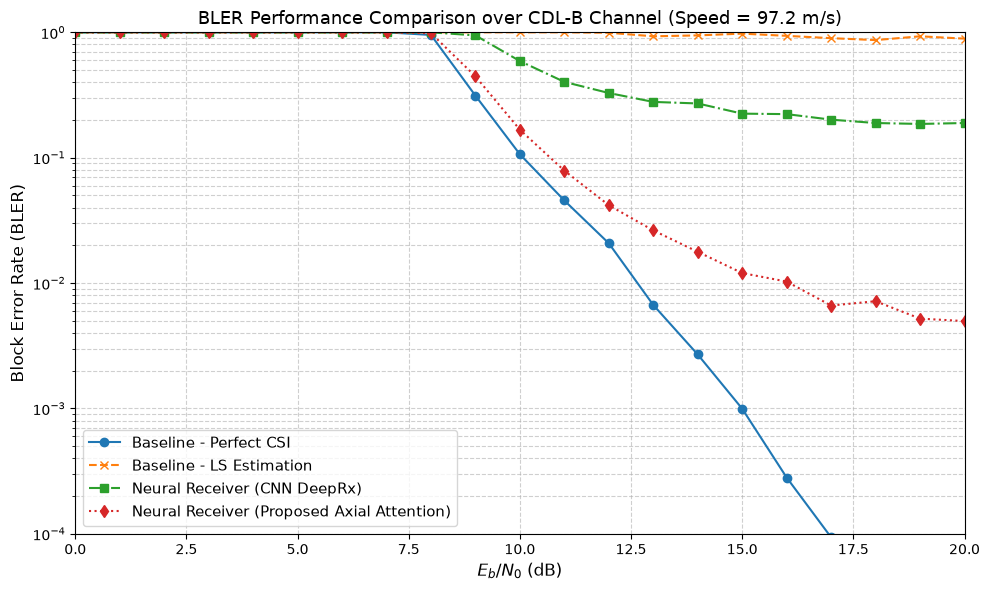 BLER Performance Comparison over CDL-B Channel (Speed = 97.2 m/s)
Block Error Rate (BLER)
10^0
10^-1
10^-2
10^-3
10^-4
Baseline - Perfect CSI
Baseline - LS Estimation
Neural Receiver (CNN DeepRx)
Neural Receiver (Proposed Axial Attention)
0.0 2.5 5.0 7.5 10.0 12.5 15.0 17.5 20.0
E_b/N_0 (dB)